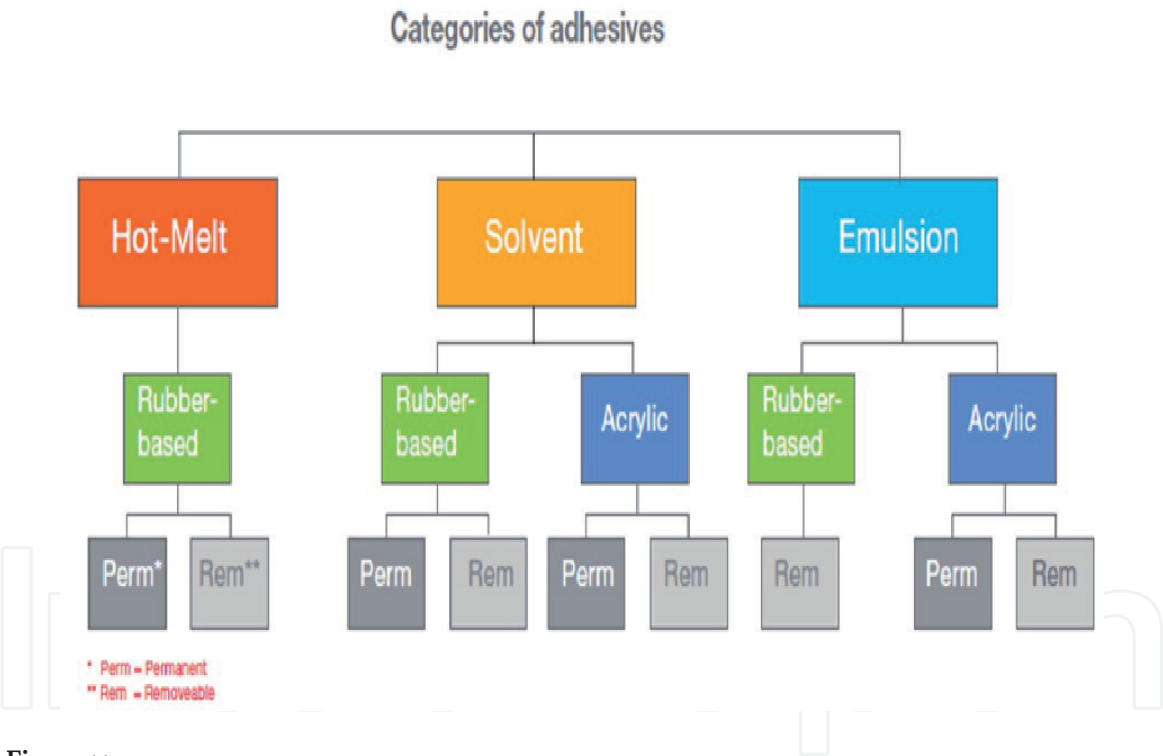 Categories of adhesives
Hot-Melt
Solvent
Emulsion
Rubber-
based
Rubber-
based
Acrylic
Rubber-
based
Acrylic
Perm*
Rem**
Perm
Rem
Perm
Rem
Rem
Perm
Rem
* Perm = Permanent
** Rem = Removeable